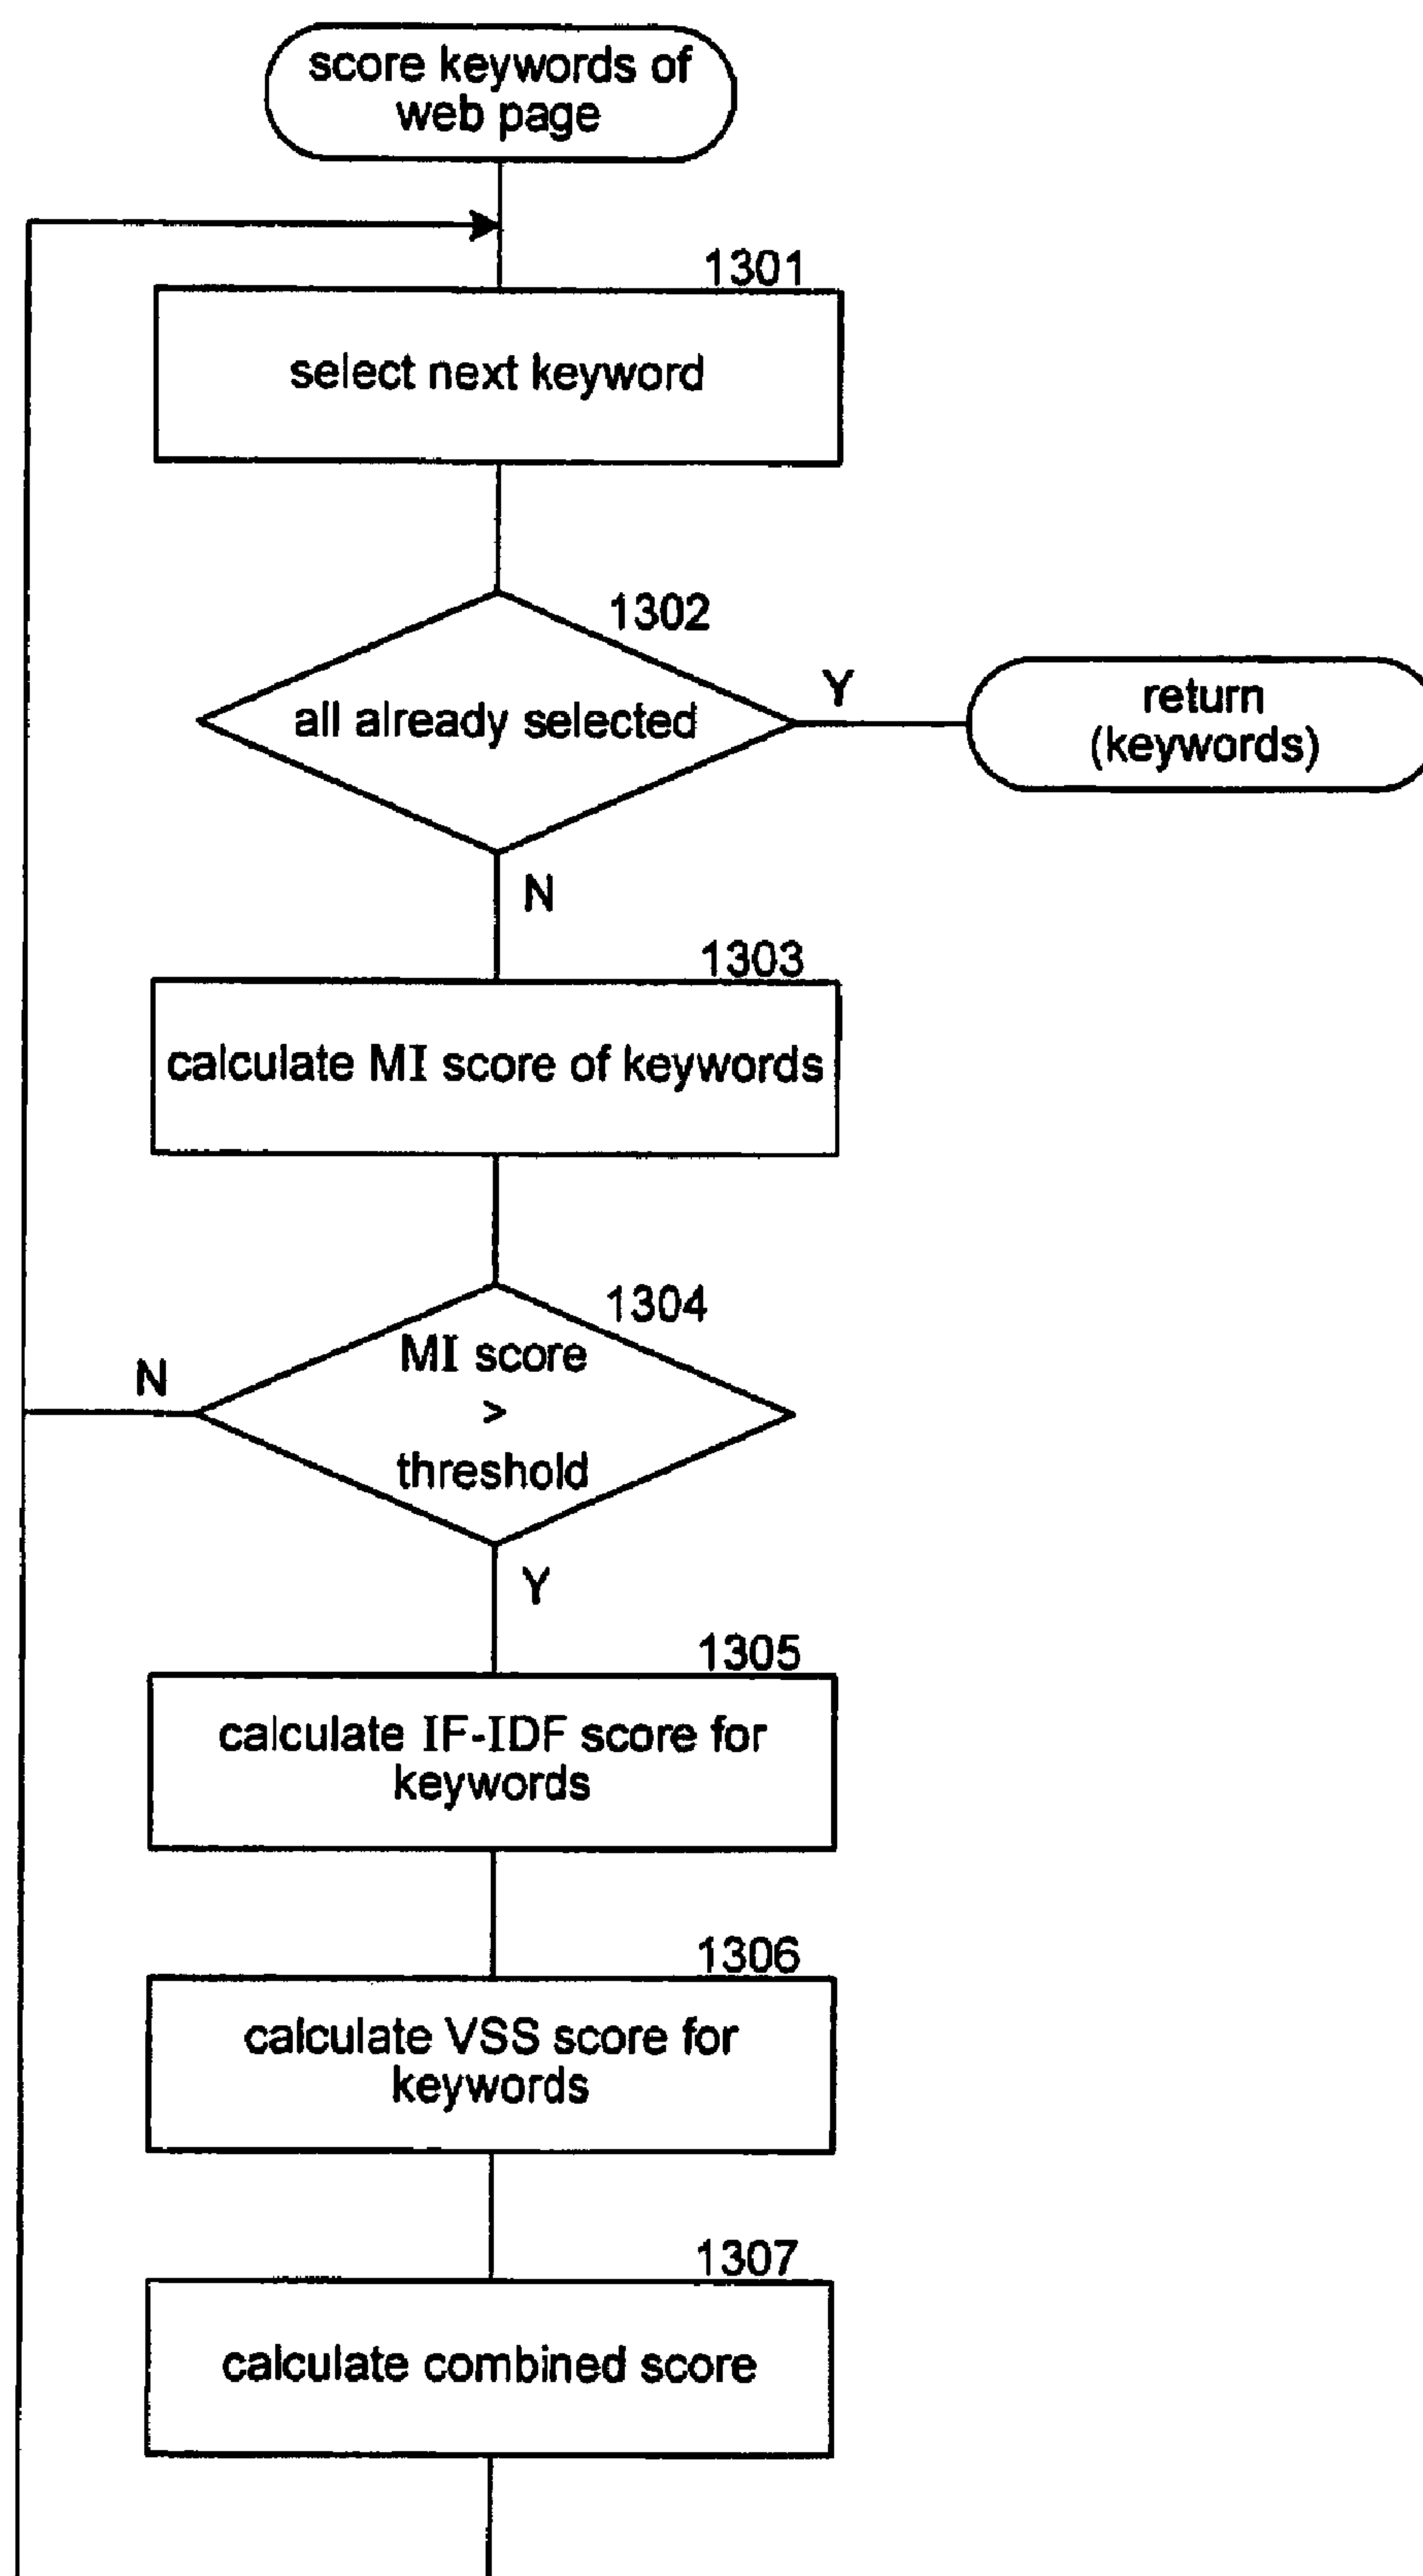 score keywords of
web page
1301
select next keyword
1302
all already selected
Y
return
(keywords)
N
1303
calculate MI score of keywords
1304
MI score
>
threshold
N
Y
1305
calculate IF-IDF score for
keywords
1306
calculate VSS score for
keywords
1307
calculate combined score